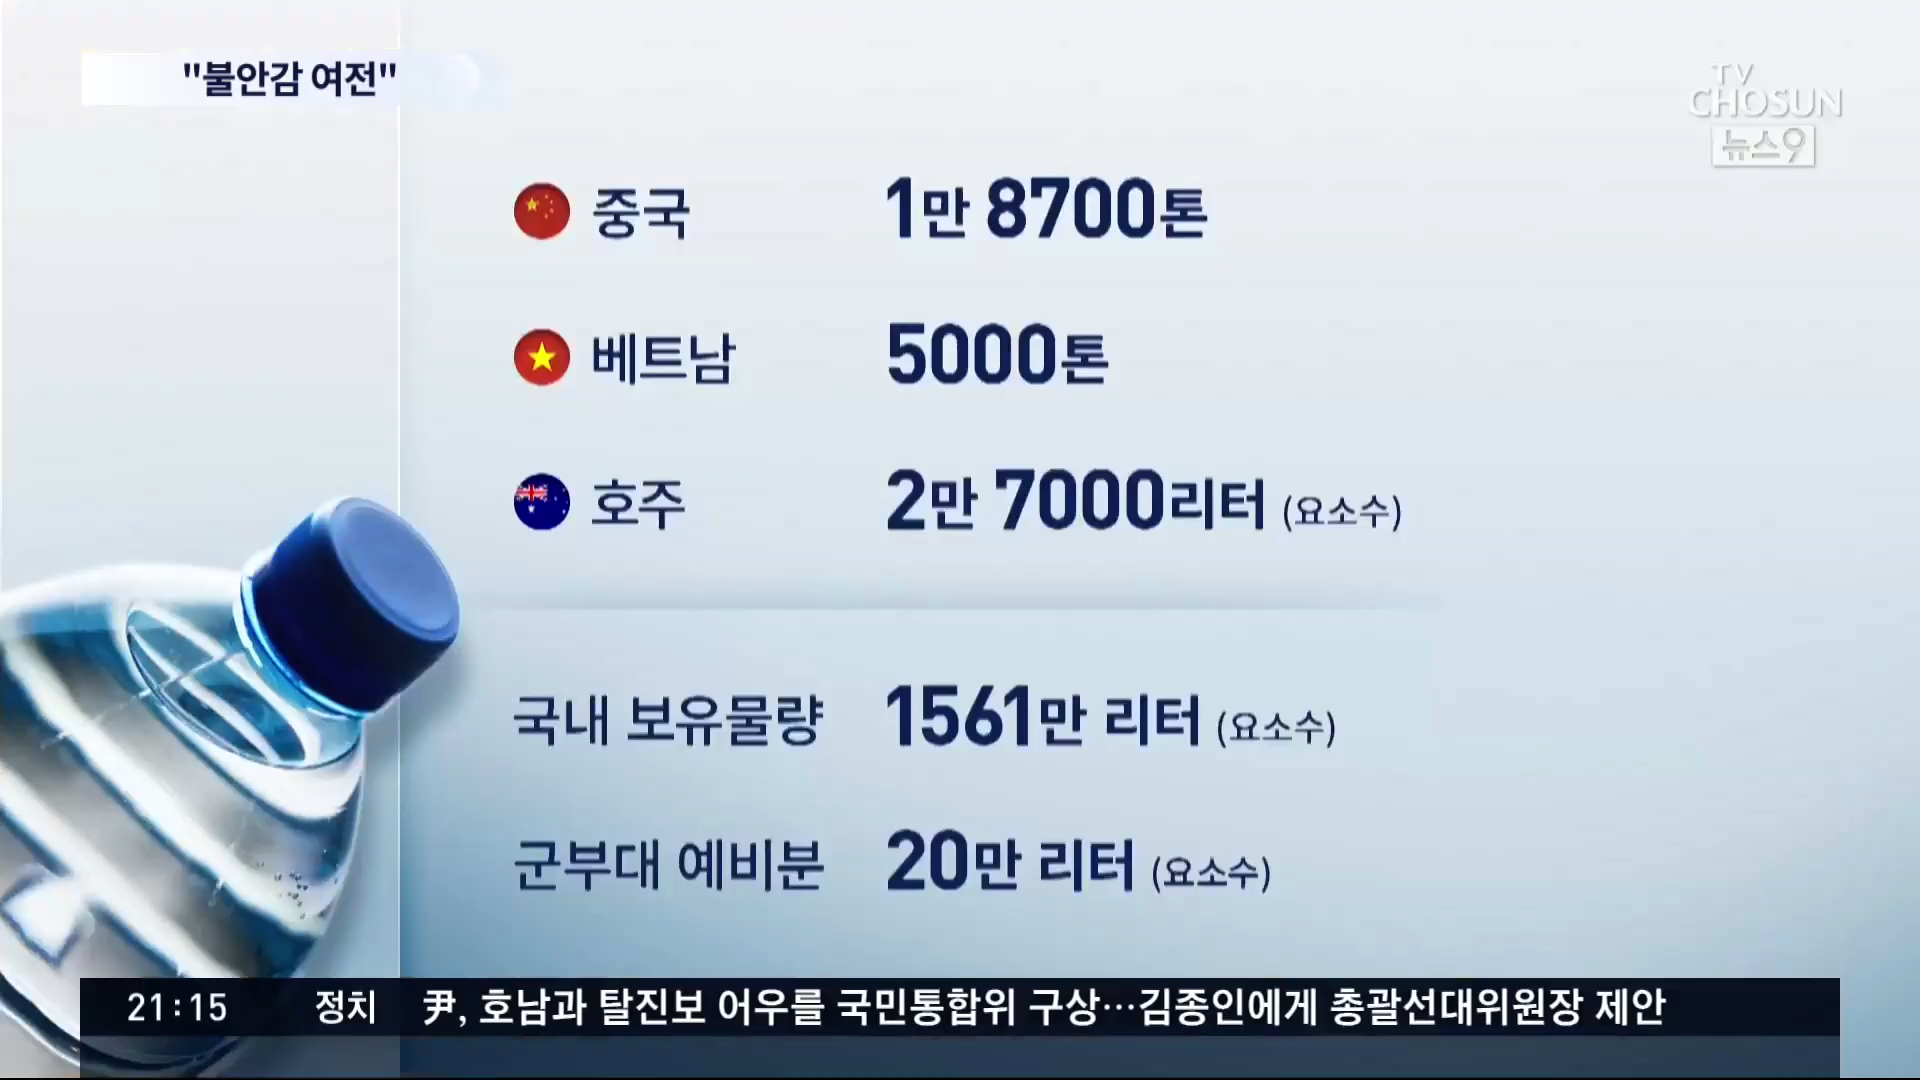 "불안감 여전"
TV
CHOSUN
뉴스9
중국 1만 8700톤
베트남 5000톤
호주 2만 7000리터 (요소수)
국내 보유물량 1561만 리터 (요소수)
군부대 예비분 20만 리터 (요소수)
21:15 정치 尹, 호남과 탈진보 어우를 국민통합위 구상…김종인에게 총괄선대위원장 제안